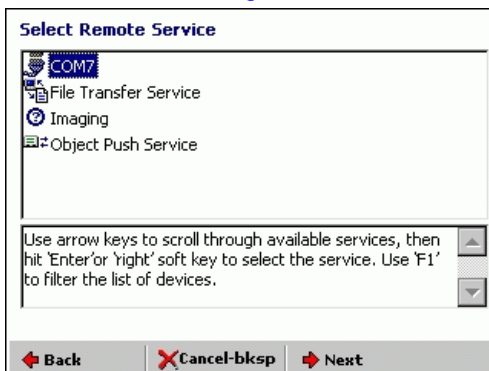 Select Remote Service
COM7
File Transfer Service
Imaging
Object Push Service
Use arrow keys to scroll through available services, then
hit 'Enter'or 'right' soft key to select the service. Use 'F1'
to filter the list of devices.
Back Cancel-bksp Next